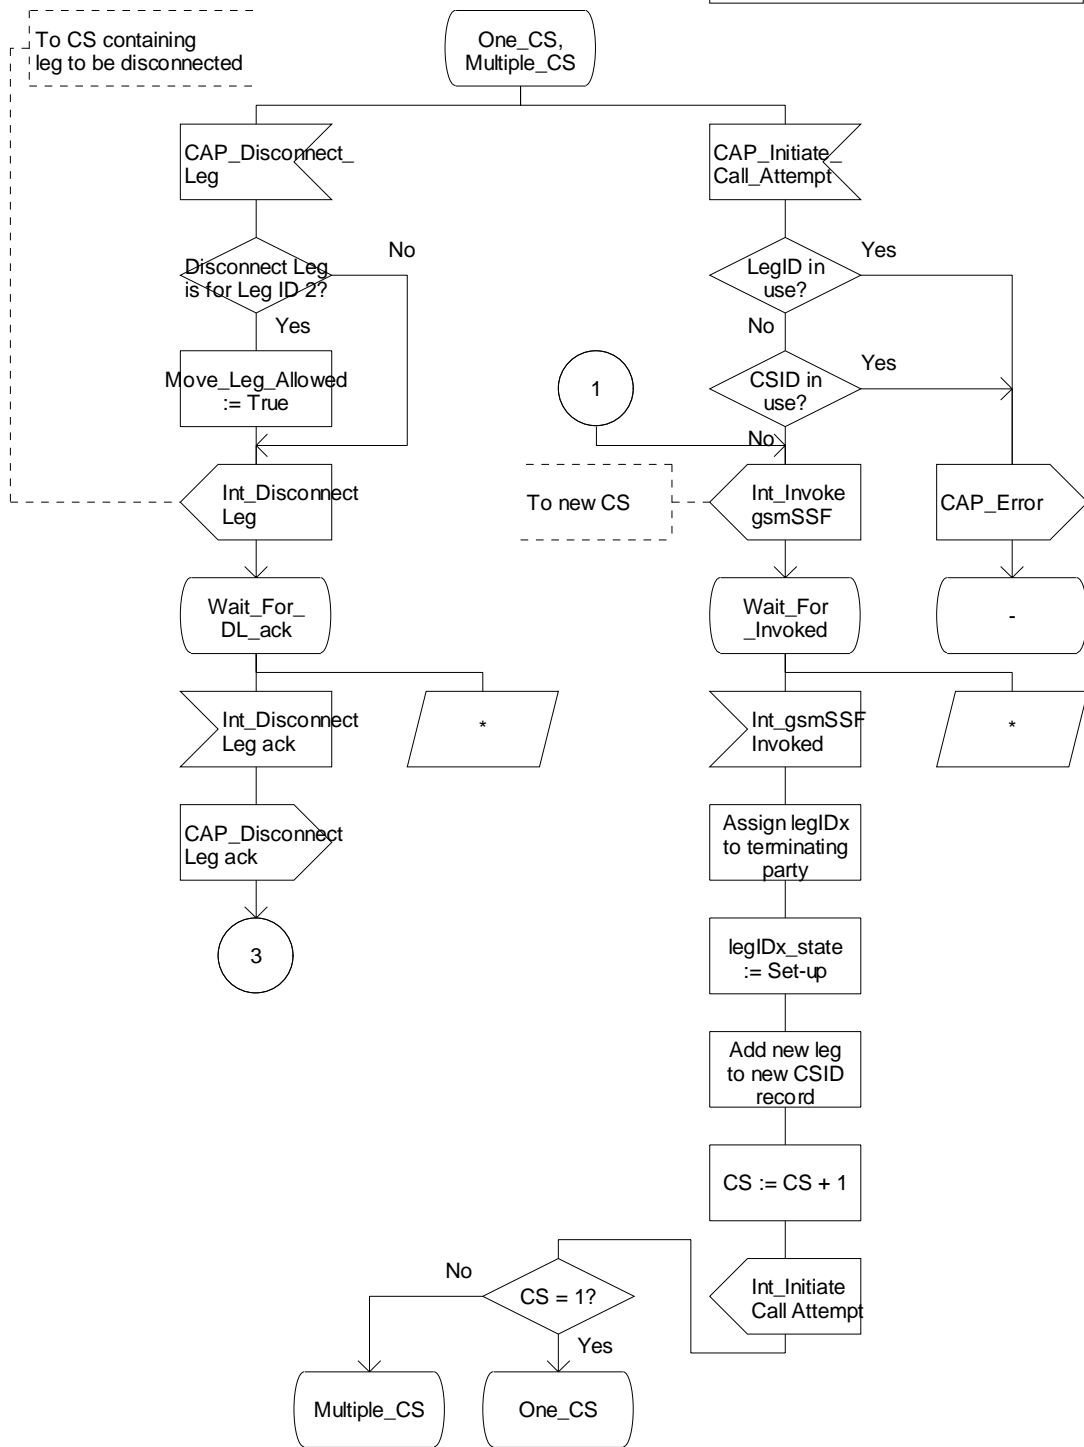 To CS containing
leg to be disconnected
One_CS,
Multiple_CS
CAP_Disconnect_
Leg
CAP_Initiate_
Call_Attempt
Disconnect Leg
is for Leg ID 2?
No
Yes
LegID in
use?
Yes
No
Move_Leg_Allowed
:= True
1
CSID in
use?
Yes
No
Int_Disconnect
Leg
To new CS
Int_Invoke
gsmSSF
CAP_Error
Wait_For_
DL_ack
Wait_For
_Invoked
-
Int_Disconnect
Leg ack
*
Int_gsmSSF
Invoked
*
CAP_Disconnect
Leg ack
Assign legIDx
to terminating
party
3
legIDx_state
:= Set-up
Add new leg
to new CSID
record
CS := CS + 1
No
CS = 1?
Yes
Int_Initiate
Call Attempt
Multiple_CS
One_CS